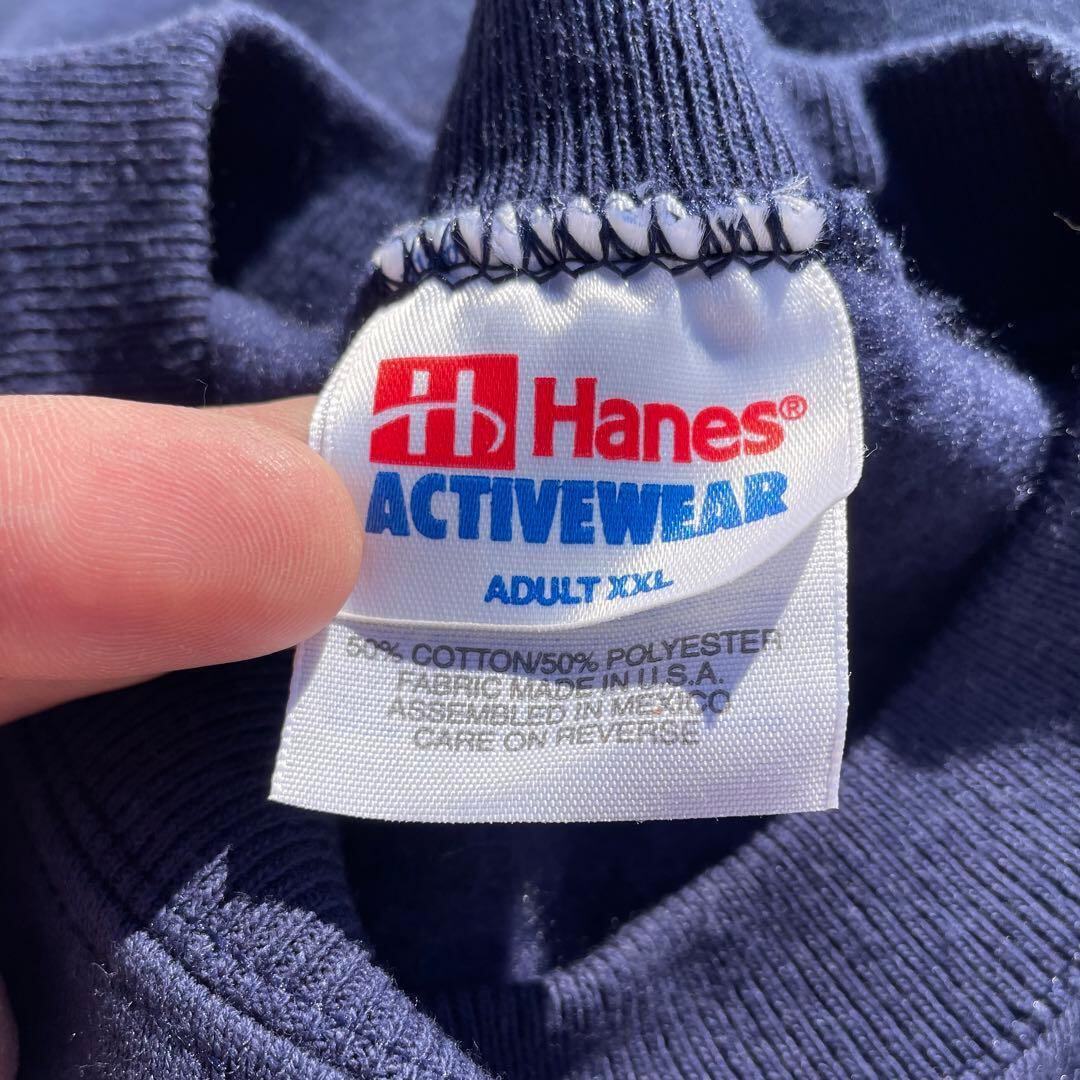 H Hanes®
ACTIVEWEAR
ADULT XXL
50% COTTON/50% POLYESTER
FABRIC MADE IN U.S.A.
ASSEMBLED IN MEXICO
CARE ON REVERSE